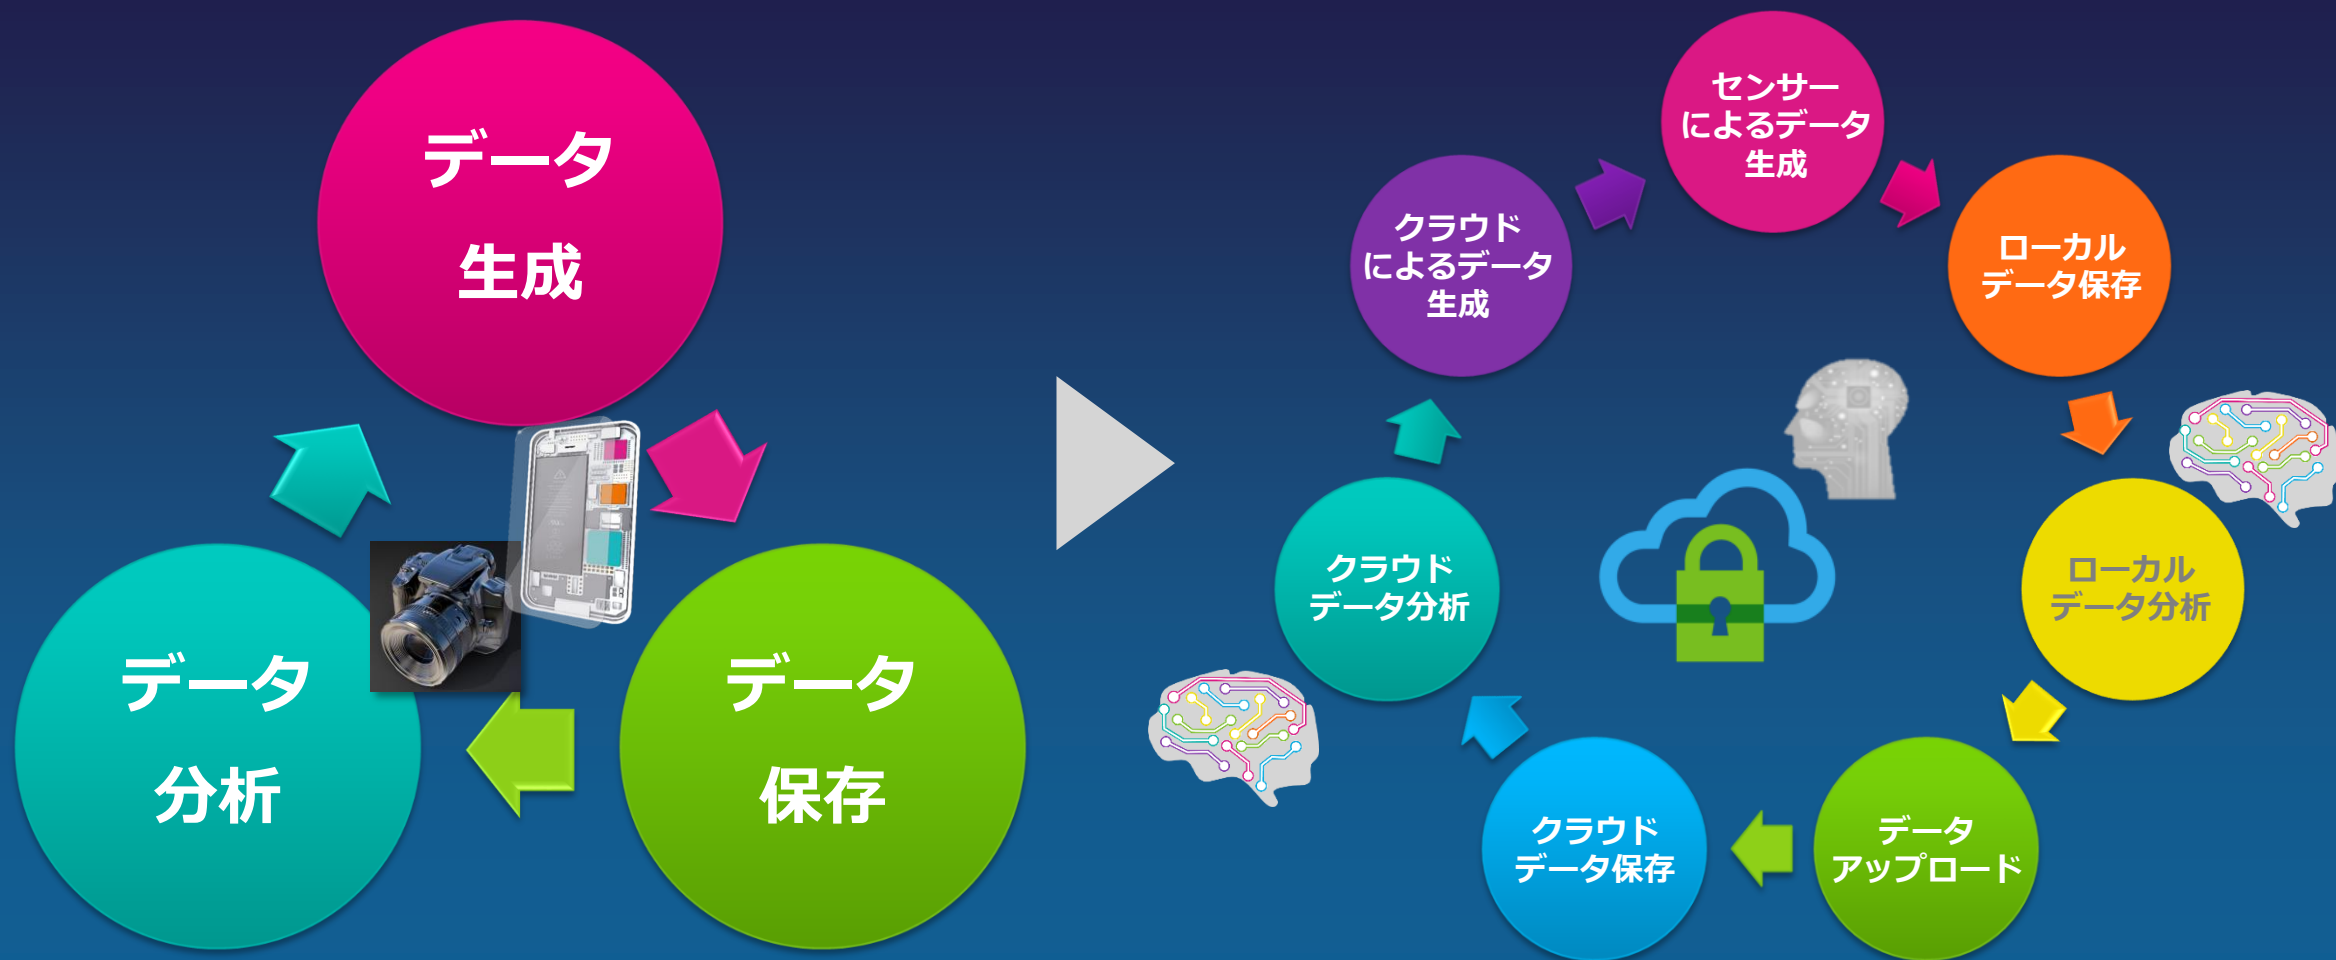 データ
生成
データ
保存
データ
分析
センサー
によるデータ
生成
ローカル
データ保存
ローカル
データ分析
データ
アップロード
クラウド
データ保存
クラウド
データ分析
クラウド
によるデータ
生成